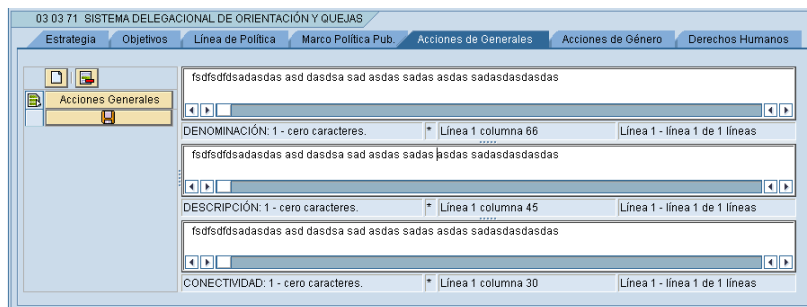 03 03 71 SISTEMA DELEGACIONAL DE ORIENTACIÓN Y QUEJAS
Estrategia Objetivos Línea de Política Marco Política Pub. Acciones de Generales Acciones de Género Derechos Humanos
Acciones Generales
fsdfsdfdsadasdas asd dasdsa sad asdas sadas asdas sadasdasdasdas
DENOMINACIÓN: 1 - cero caracteres. * Línea 1 columna 66 Línea 1 - línea 1 de 1 líneas
fsdfsdfdsadasdas asd dasdsa sad asdas sadas asdas sadasdasdasdas
DESCRIPCIÓN: 1 - cero caracteres. * Línea 1 columna 45 Línea 1 - línea 1 de 1 líneas
fsdfsdfdsadasdas asd dasdsa sad asdas sadas asdas sadasdasdasdas
CONECTIVIDAD: 1 - cero caracteres. * Línea 1 columna 30 Línea 1 - línea 1 de 1 líneas